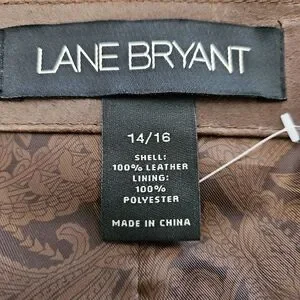 LANE BRYANT
14/16
SHELL:
100% LEATHER
LINING:
100%
POLYESTER
MADE IN CHINA